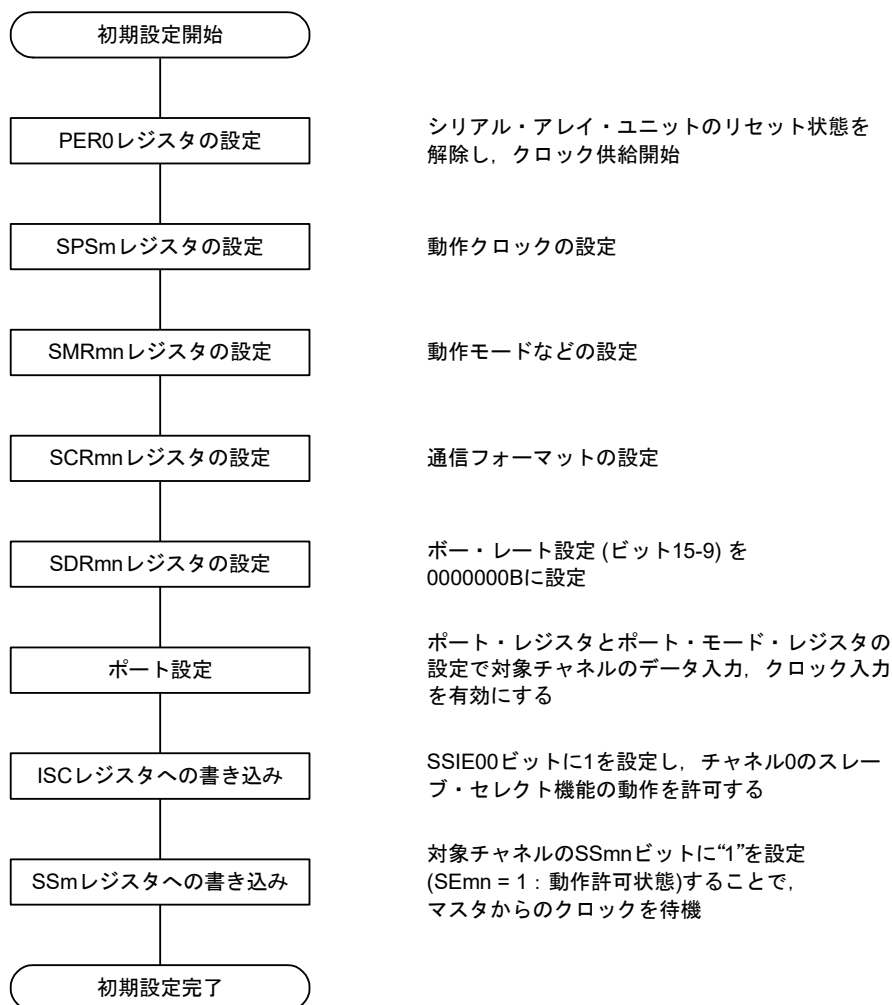 初期設定開始
PER0レジスタの設定
シリアル・アレイ・ユニットのリセット状態を
解除し，クロック供給開始
SPSmレジスタの設定
動作クロックの設定
SMRmnレジスタの設定
動作モードなどの設定
SCRmnレジスタの設定
通信フォーマットの設定
SDRmnレジスタの設定
ボー・レート設定 (ビット15-9) を
0000000Bに設定
ポート設定
ポート・レジスタとポート・モード・レジスタの
設定で対象チャネルのデータ入力，クロック入力
を有効にする
ISCレジスタへの書き込み
SSIE00ビットに1を設定し，チャネル0のスレー
ブ・セレクト機能の動作を許可する
SSmレジスタへの書き込み
対象チャネルのSSmnビットに“1”を設定
(SEmn = 1：動作許可状態)することで，
マスタからのクロックを待機
初期設定完了